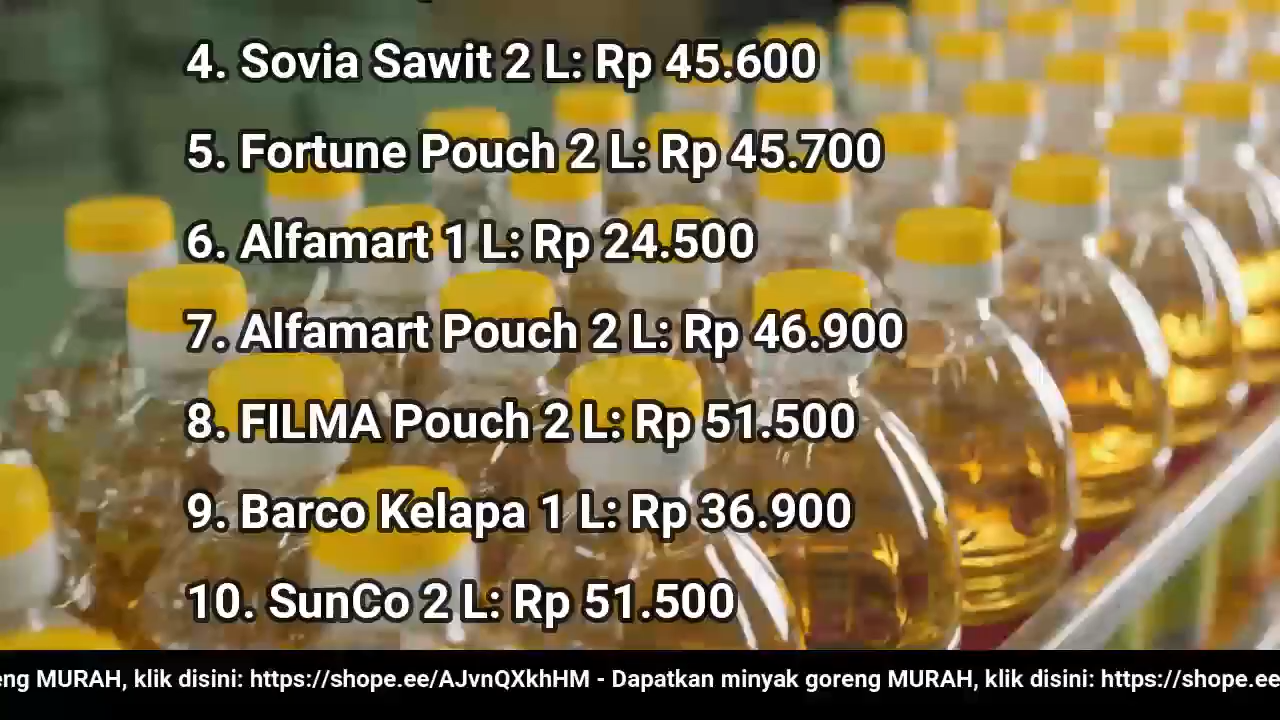 4. Sovia Sawit 2 L: Rp 45.600
5. Fortune Pouch 2 L: Rp 45.700
6. Alfamart 1 L: Rp 24.500
7. Alfamart Pouch 2 L: Rp 46.900
8. FILMA Pouch 2 L: Rp 51.500
9. Barco Kelapa 1 L: Rp 36.900
10. SunCo 2 L: Rp 51.500
eng MURAH, klik disini: https://shope.ee/AJvnQXkhHM - Dapatkan minyak goreng MURAH, klik disini: https://shope.ee